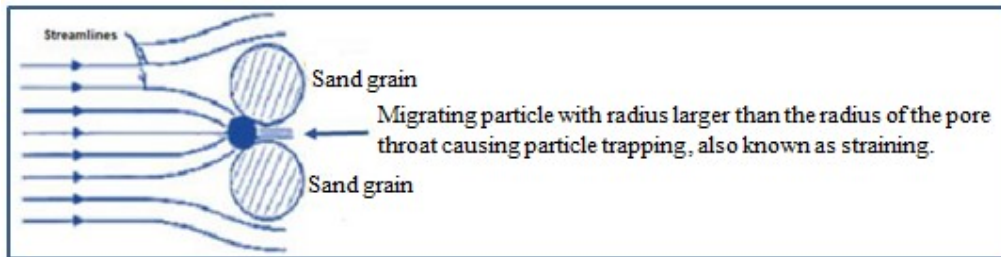 Streamlines
Sand grain
Migrating particle with radius larger than the radius of the pore
throat causing particle trapping, also known as straining.
Sand grain